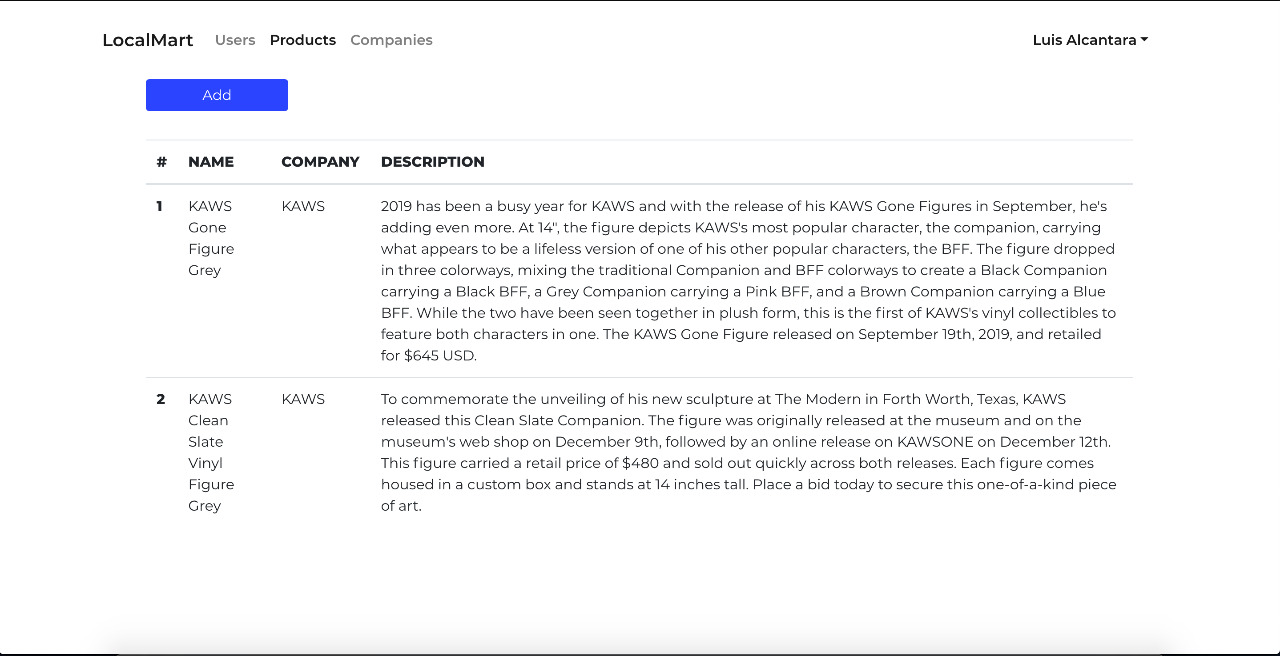 LocalMart Users Products Companies Luis Alcantara
Add
# NAME COMPANY DESCRIPTION
1 KAWS KAWS 2019 has been a busy year for KAWS and with the release of his KAWS Gone Figures in September, he's
Gone adding even more. At 14", the figure depicts KAWS's most popular character, the companion, carrying
Figure what appears to be a lifeless version of one of his other popular characters, the BFF. The figure dropped
Grey in three colorways, mixing the traditional Companion and BFF colorways to create a Black Companion
carrying a Black BFF, a Grey Companion carrying a Pink BFF, and a Brown Companion carrying a Blue
BFF. While the two have been seen together in plush form, this is the first of KAWS's vinyl collectibles to
feature both characters in one. The KAWS Gone Figure released on September 19th, 2019, and retailed
for $645 USD.
2 KAWS KAWS To commemorate the unveiling of his new sculpture at The Modern in Forth Worth, Texas, KAWS
Clean released this Clean Slate Companion. The figure was originally released at the museum and on the
Slate museum's web shop on December 9th, followed by an online release on KAWSONE on December 12th.
Vinyl This figure carried a retail price of $480 and sold out quickly across both releases. Each figure comes
Figure housed in a custom box and stands at 14 inches tall. Place a bid today to secure this one-of-a-kind piece
Grey of art.